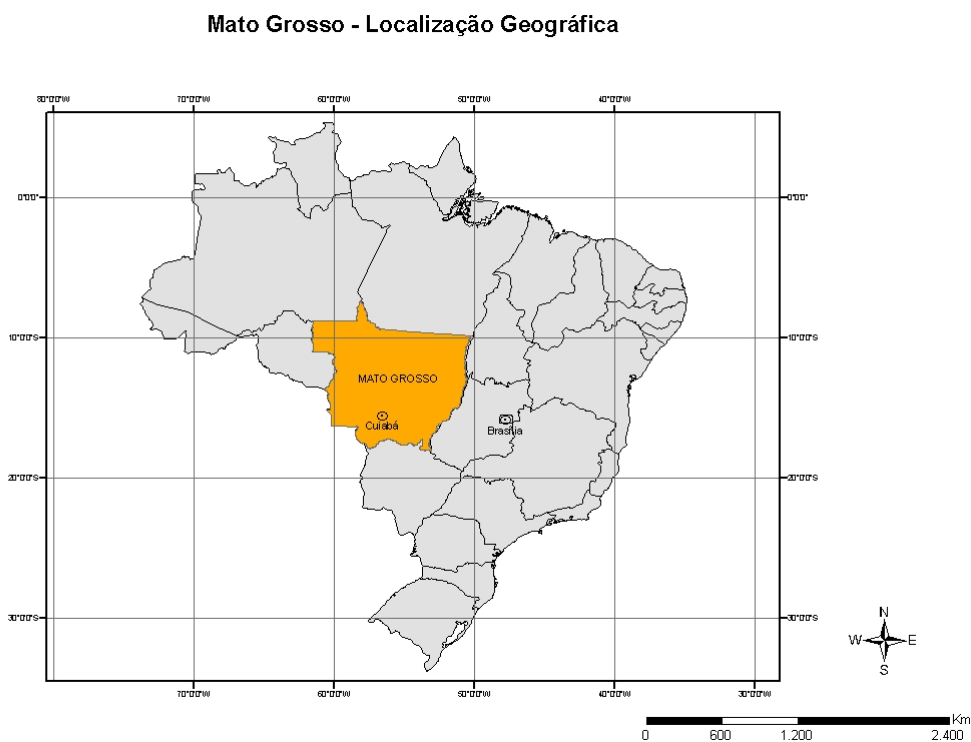 Mato Grosso - Localização Geográfica
80°0'0"W 70°0'0"W 60°0'0"W 50°0'0"W 40°0'0"W
0°0'0" 0°0'0"
10°0'0"S 10°0'0"S
MATO GROSSO
Cuiabá
Brasília
20°0'0"S 20°0'0"S
30°0'0"S 30°0'0"S
70°0'0"W 60°0'0"W 50°0'0"W 40°0'0"W 30°0'0"W
N
W E
S
Km
0 600 1.200 2.400